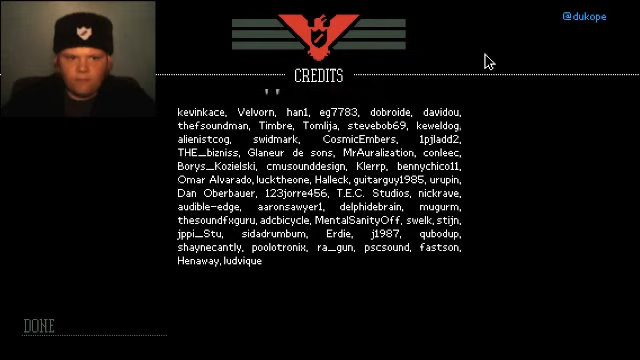 @dukope
CREDITS
kevinkace, Velvorn, han1, eg7783, dobroide, davidou,
thefsoundman, Timbre, Tomlija, stevebob69, keweldog,
alienistcog, swidmark, CosmicEmbers, 1pjladd2,
THE_bizniss, Glaneur de sons, MrAuralization, conleec,
Borys_Kozielski, cmusounddesign, Klerrp, bennychico11,
Omar Alvarado, lucktheone, Halleck, guitarguy1985, urupin,
Dan Oberbauer, 123jorre456, T.E.C. Studios, nickrave,
audible-edge, aaronsawyer1, delphidebrain, mugurm,
thesoundfxguru, adcbicycle, MentalSanityOff, swelk, stijn,
jppi_Stu, sidadrumbum, Erdie, j1987, qubodup,
shaynecantly, poolotronix, ra_gun, pscsound, fastson,
Henaway, ludvique
DONE